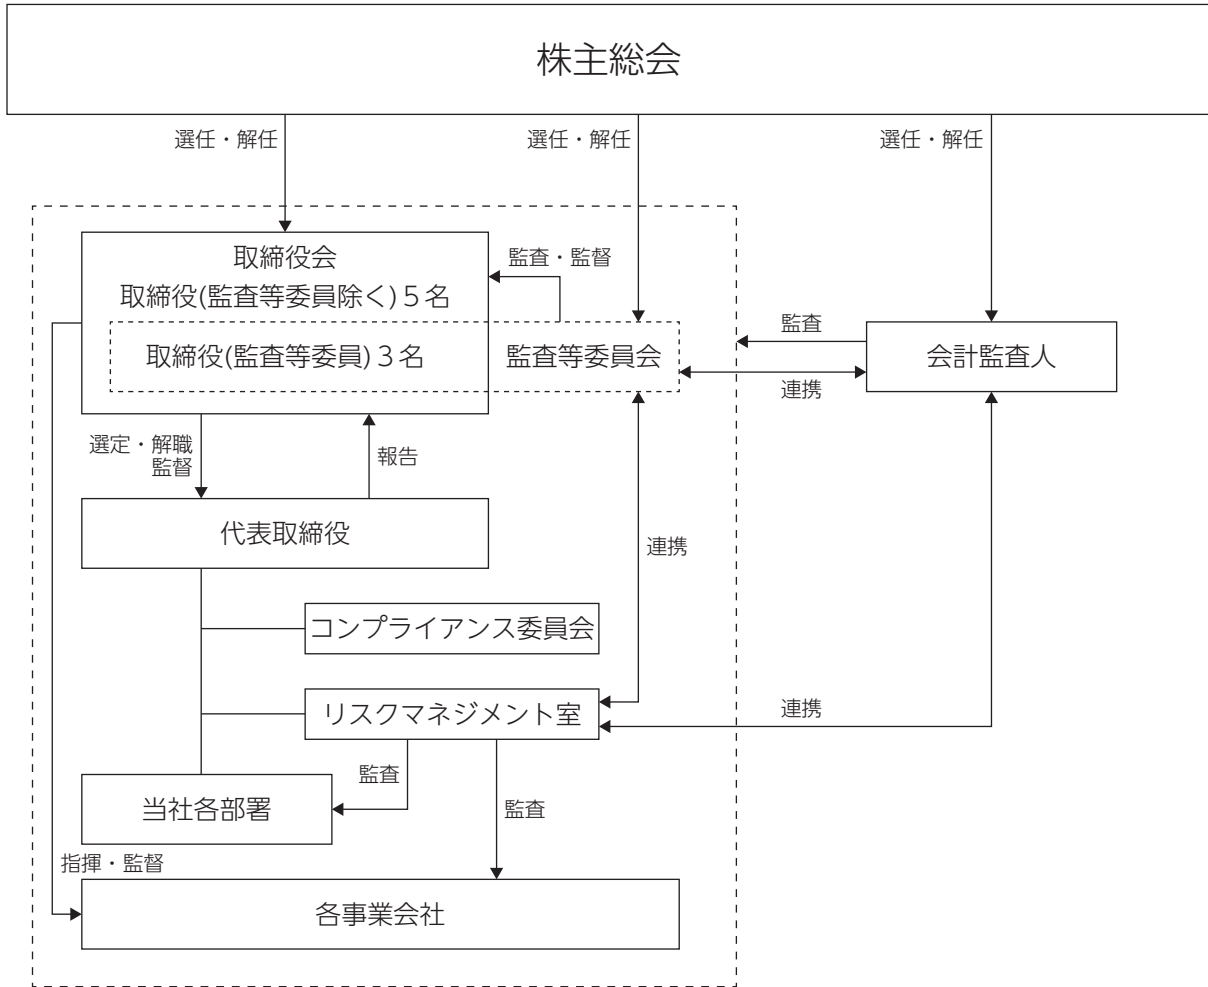 株主総会
選任・解任
選任・解任
選任・解任
取締役会
取締役(監査等委員除く)５名
監査・監督
取締役(監査等委員)３名
監査等委員会
監査
会計監査人
連携
選定・解職
監督
報告
代表取締役
連携
コンプライアンス委員会
リスクマネジメント室
連携
監査
当社各部署
監査
指揮・監督
各事業会社